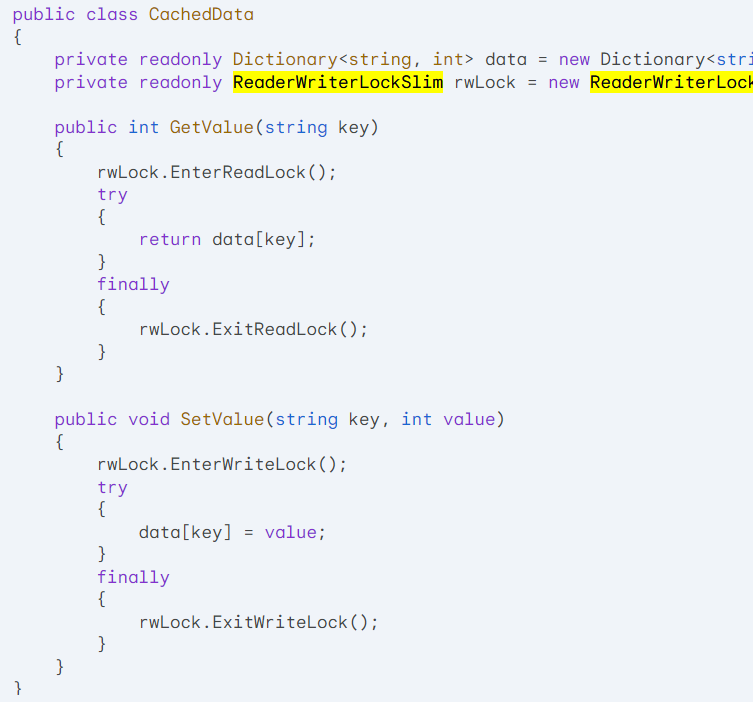 public class CachedData
{
    private readonly Dictionary<string, int> data = new Dictionary<stri
    private readonly ReaderWriterLockSlim rwLock = new ReaderWriterLock
    public int GetValue(string key)
    {
        rwLock.EnterReadLock();
        try
        {
            return data[key];
        }
        finally
        {
            rwLock.ExitReadLock();
        }
    }
    public void SetValue(string key, int value)
    {
        rwLock.EnterWriteLock();
        try
        {
            data[key] = value;
        }
        finally
        {
            rwLock.ExitWriteLock();
        }
    }
}